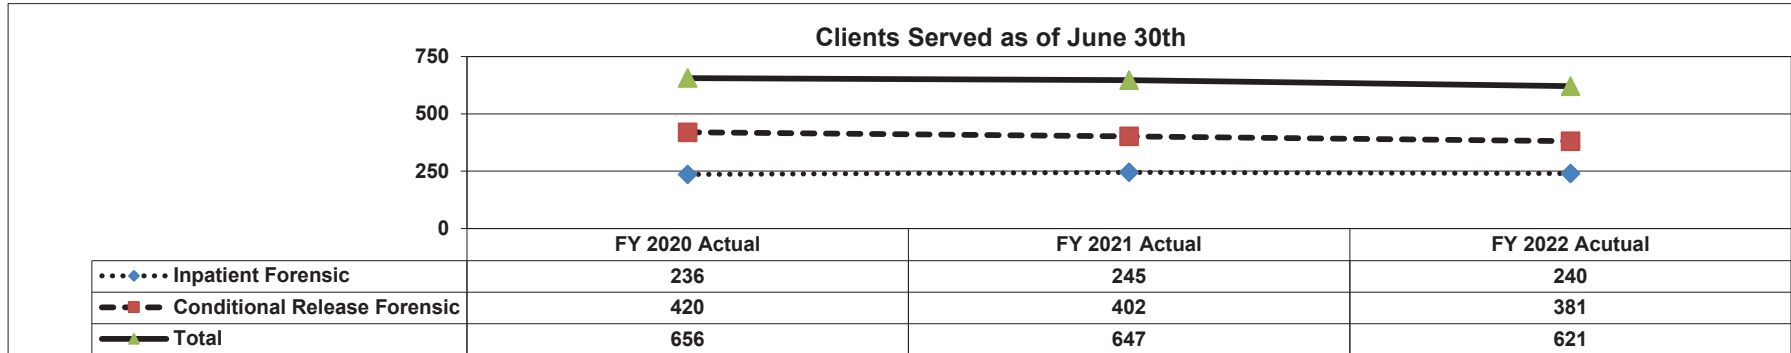 Clients Served as of June 30th
750
500
250
0
FY 2020 Actual FY 2021 Actual FY 2022 Acutual
Inpatient Forensic 236 245 240
Conditional Release Forensic 420 402 381
Total 656 647 621